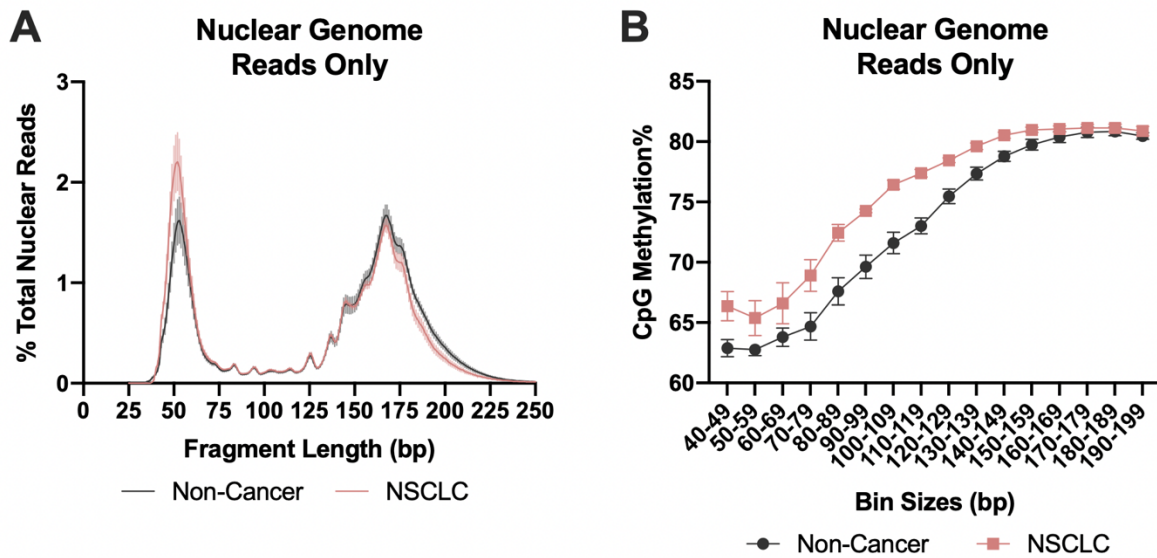 A
Nuclear Genome
Reads Only
% Total Nuclear Reads
3
2
1
0
0 25 50 75 100 125 150 175 200 225 250
Fragment Length (bp)
Non-Cancer NSCLC
B
Nuclear Genome
Reads Only
CpG Methylation%
85
80
75
70
65
60
40-49
50-59
60-69
70-79
80-89
90-99
100-109
110-119
120-129
130-139
140-149
150-159
160-169
170-179
180-189
190-199
Bin Sizes (bp)
Non-Cancer NSCLC